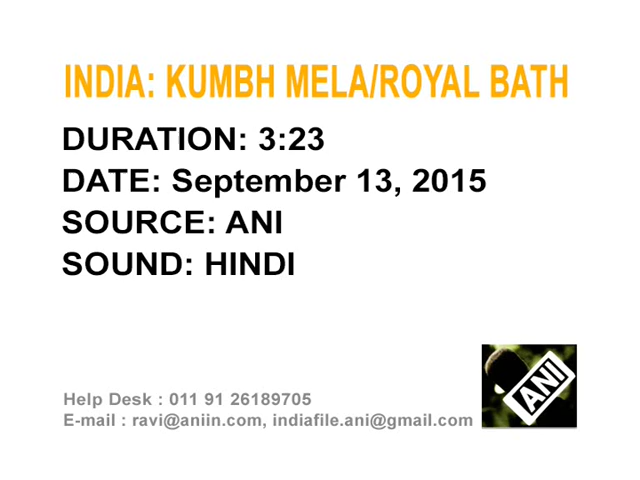 INDIA: KUMBH MELA/ROYAL BATH
DURATION: 3:23
DATE: September 13, 2015
SOURCE: ANI
SOUND: HINDI
Help Desk : 011 91 26189705
E-mail : ravi@aniin.com, indiafile.ani@gmail.com
ANI